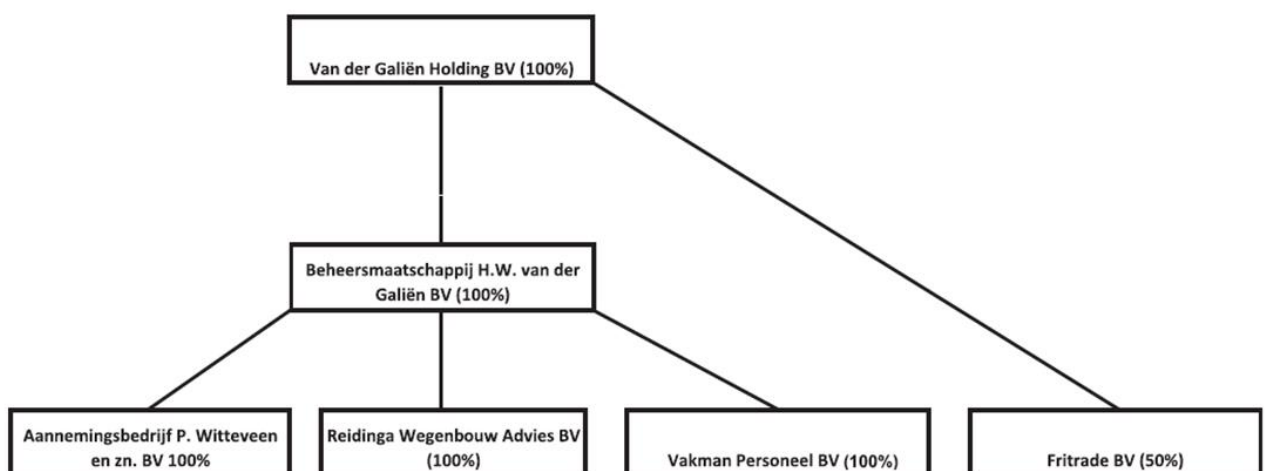 Van der Galiën Holding BV (100%)
Beheersmaatschappij H.W. van der
Galiën BV (100%)
Aannemingsbedrijf P. Witteveen
en zn. BV 100%
Reidinga Wegenbouw Advies BV
(100%)
Vakman Personeel BV (100%)
Fritrade BV (50%)